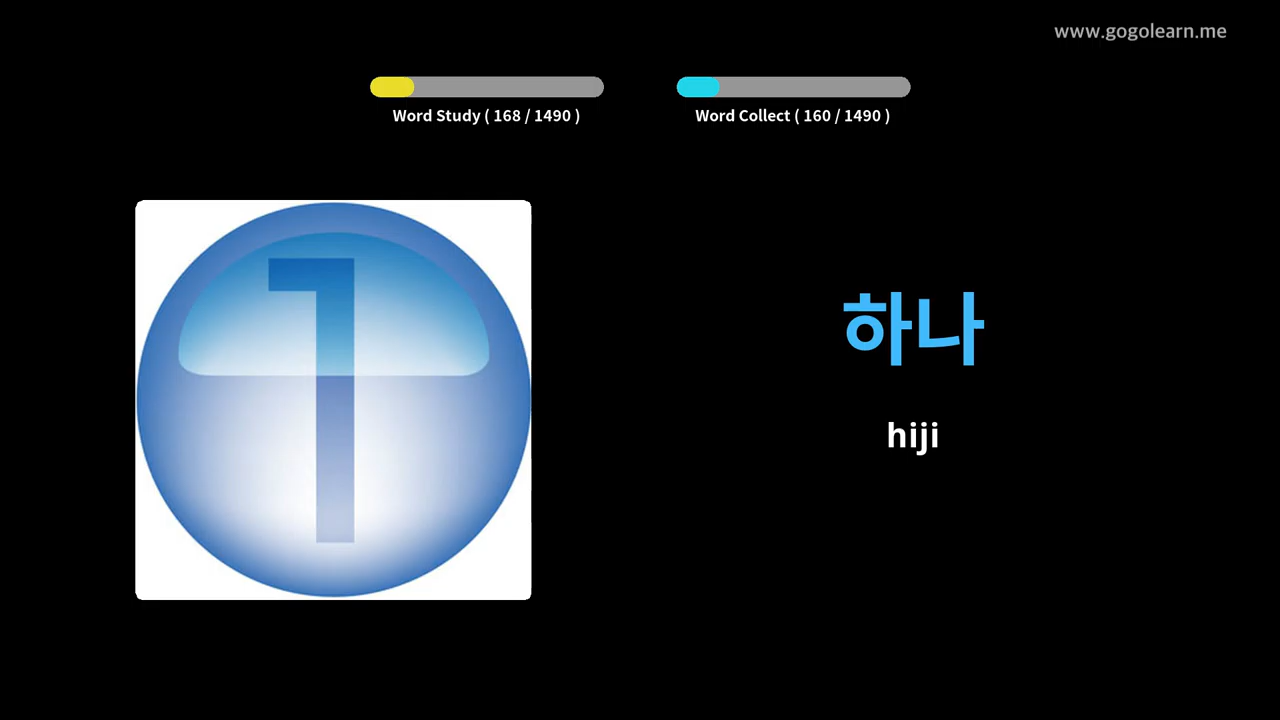 www.gogolearn.me
Word Study ( 168 / 1490 )
Word Collect ( 160 / 1490 )
1
하나
hiji